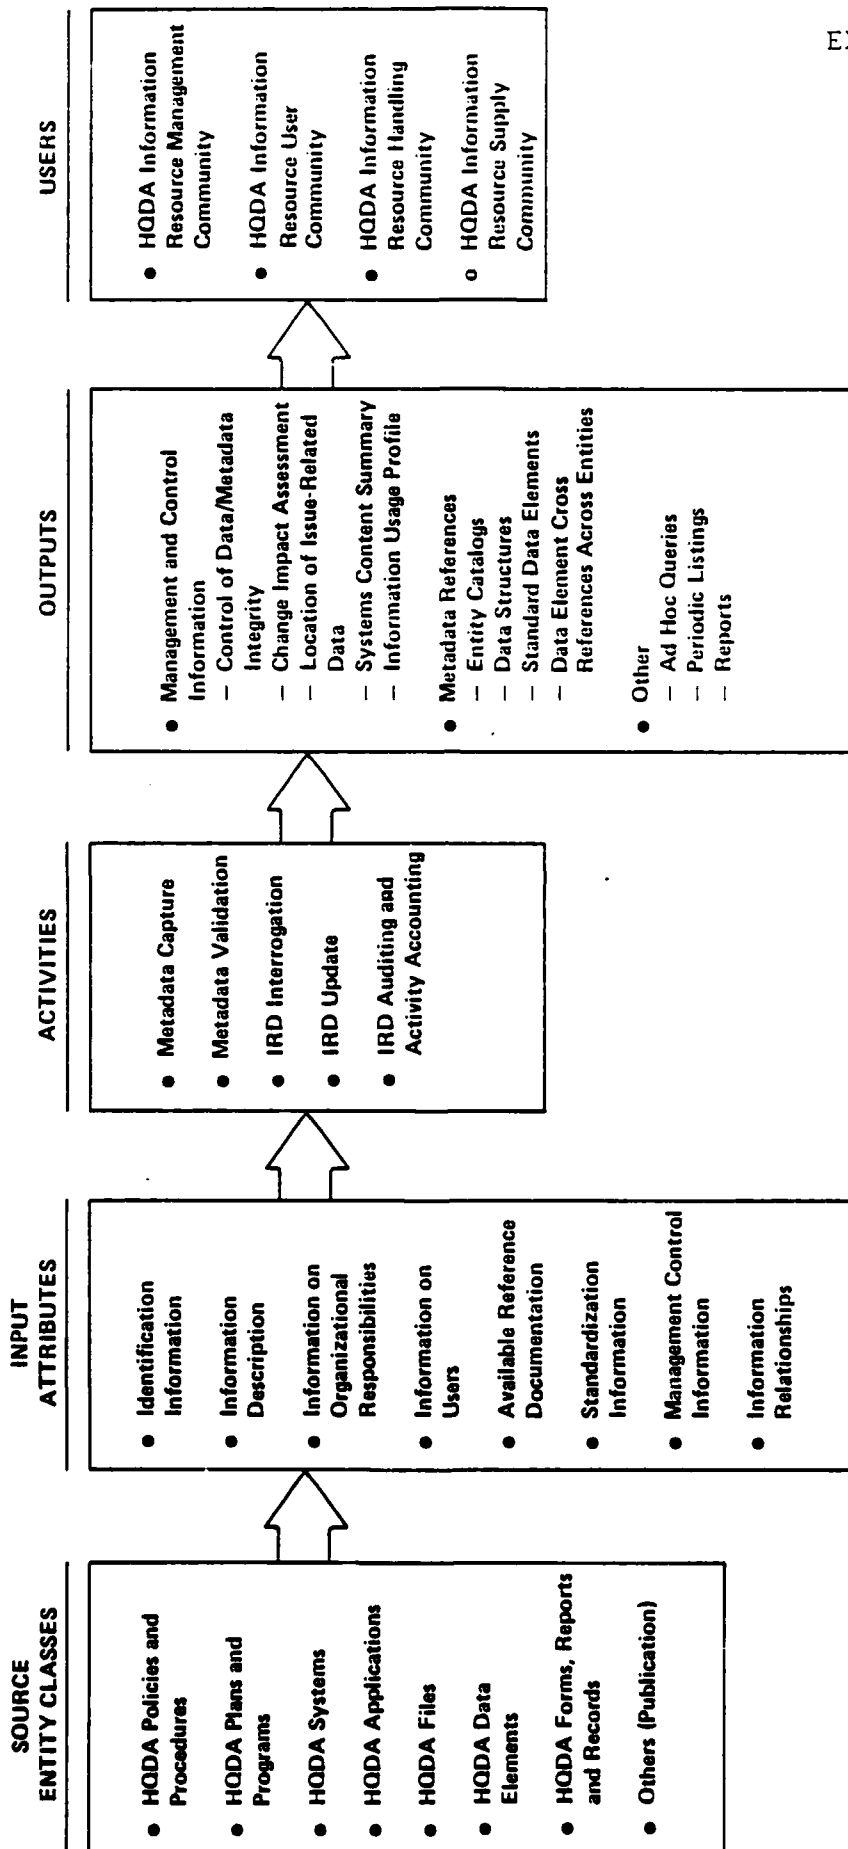 SOURCE
ENTITY CLASSES
● HQDA Policies and
Procedures
● HQDA Plans and
Programs
● HQDA Systems
● HQDA Applications
● HQDA Files
● HQDA Data
Elements
● HQDA Forms, Reports
and Records
● Others (Publication)
INPUT
ATTRIBUTES
● Identification
Information
● Information
Description
● Information on
Organizational
Responsibilities
● Information on
Users
● Available Reference
Documentation
● Standardization
Information
● Management Control
Information
● Information
Relationships
ACTIVITIES
● Metadata Capture
● Metadata Validation
● IRD Interrogation
● IRD Update
● IRD Auditing and
Activity Accounting
OUTPUTS
● Management and Control
Information
— Control of Data/Metadata
Integrity
— Change Impact Assessment
— Location of Issue-Related
Data
— Systems Content Summary
— Information Usage Profile
● Metadata References
— Entity Catalogs
— Data Structures
— Standard Data Elements
— Data Element Cross
References Across Entities
● Other
— Ad Hoc Queries
— Periodic Listings
— Reports
USERS
● HQDA Information
Resource Management
Community
● HQDA Information
Resource User
Community
● HQDA Information
Resource Handling
Community
o HQDA Information
Resource Supply
Community